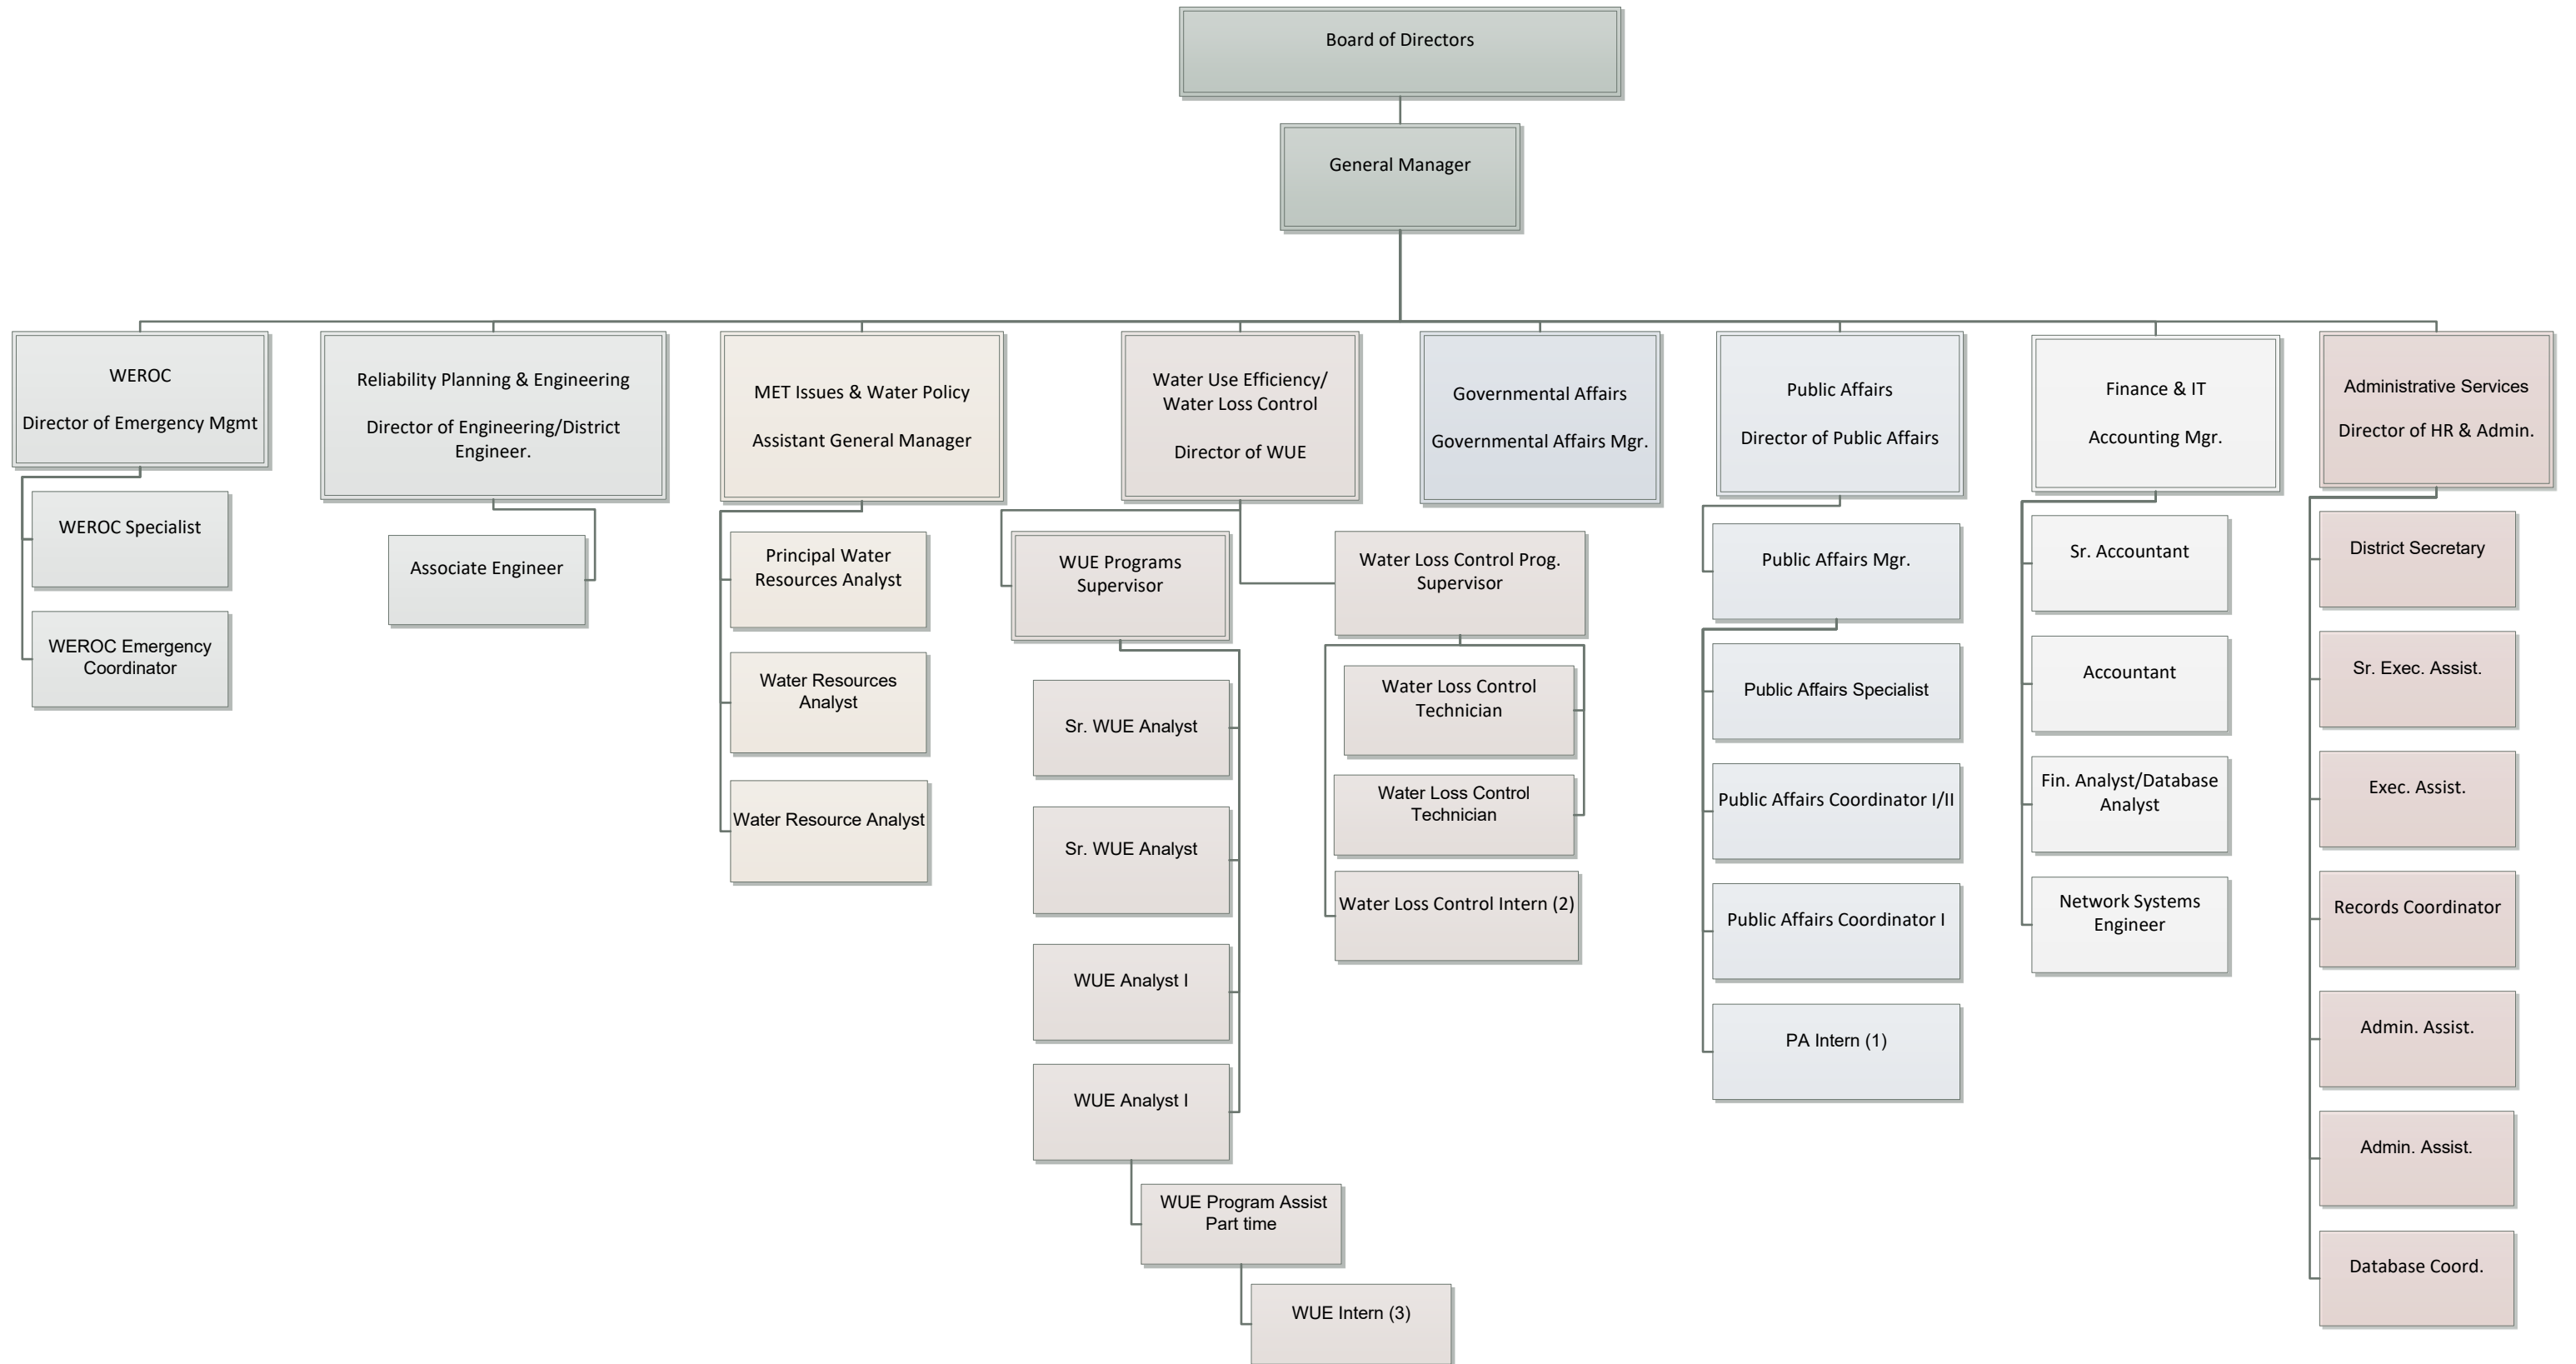 Board of Directors
General Manager
WEROC
Director of Emergency Mgmt
Reliability Planning & Engineering
Director of Engineering/District
Engineer.
MET Issues & Water Policy
Assistant General Manager
Water Use Efficiency/
Water Loss Control
Director of WUE
Governmental Affairs
Governmental Affairs Mgr.
Public Affairs
Director of Public Affairs
Finance & IT
Accounting Mgr.
Administrative Services
Director of HR & Admin.
WEROC Specialist
WEROC Emergency
Coordinator
Associate Engineer
Principal Water
Resources Analyst
Water Resources
Analyst
Water Resource Analyst
WUE Programs
Supervisor
Sr. WUE Analyst
Sr. WUE Analyst
WUE Analyst I
WUE Analyst I
WUE Program Assist
Part time
WUE Intern (3)
Water Loss Control Prog.
Supervisor
Water Loss Control
Technician
Water Loss Control
Technician
Water Loss Control Intern (2)
Public Affairs Mgr.
Public Affairs Specialist
Public Affairs Coordinator I/II
Public Affairs Coordinator I
PA Intern (1)
Sr. Accountant
Accountant
Fin. Analyst/Database
Analyst
Network Systems
Engineer
District Secretary
Sr. Exec. Assist.
Exec. Assist.
Records Coordinator
Admin. Assist.
Admin. Assist.
Database Coord.